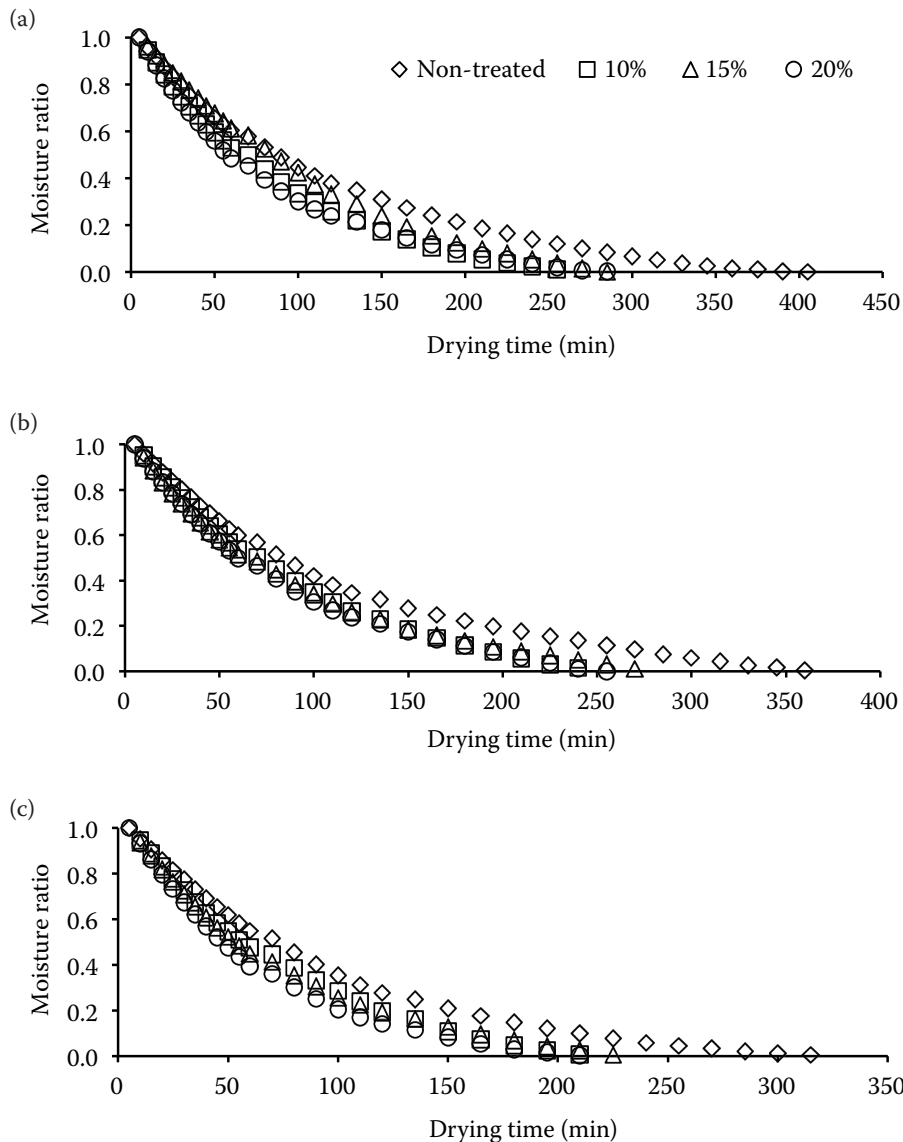 (a)
1.0
Non-treated 10% 15% 20%
0.8
0.6
0.4
0.2
0.0
Moisture ratio
0 50 100 150 200 250 300 350 400 450
Drying time (min)
(b)
1.0
0.8
0.6
0.4
0.2
0.0
Moisture ratio
0 50 100 150 200 250 300 350 400
Drying time (min)
(c)
1.0
0.8
0.6
0.4
0.2
0.0
Moisture ratio
0 50 100 150 200 250 300 350
Drying time (min)